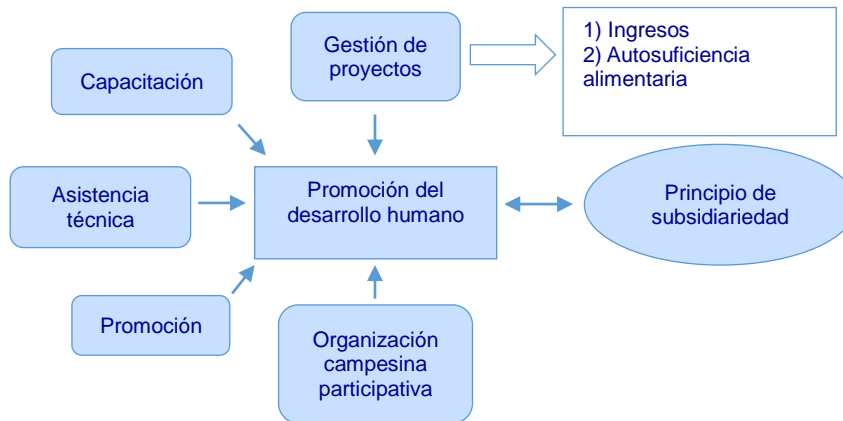 Gestión de
proyectos
1) Ingresos
2) Autosuficiencia
alimentaria
Capacitación
Asistencia
técnica
Promoción del
desarrollo humano
Principio de
subsidiariedad
Promoción
Organización
campesina
participativa